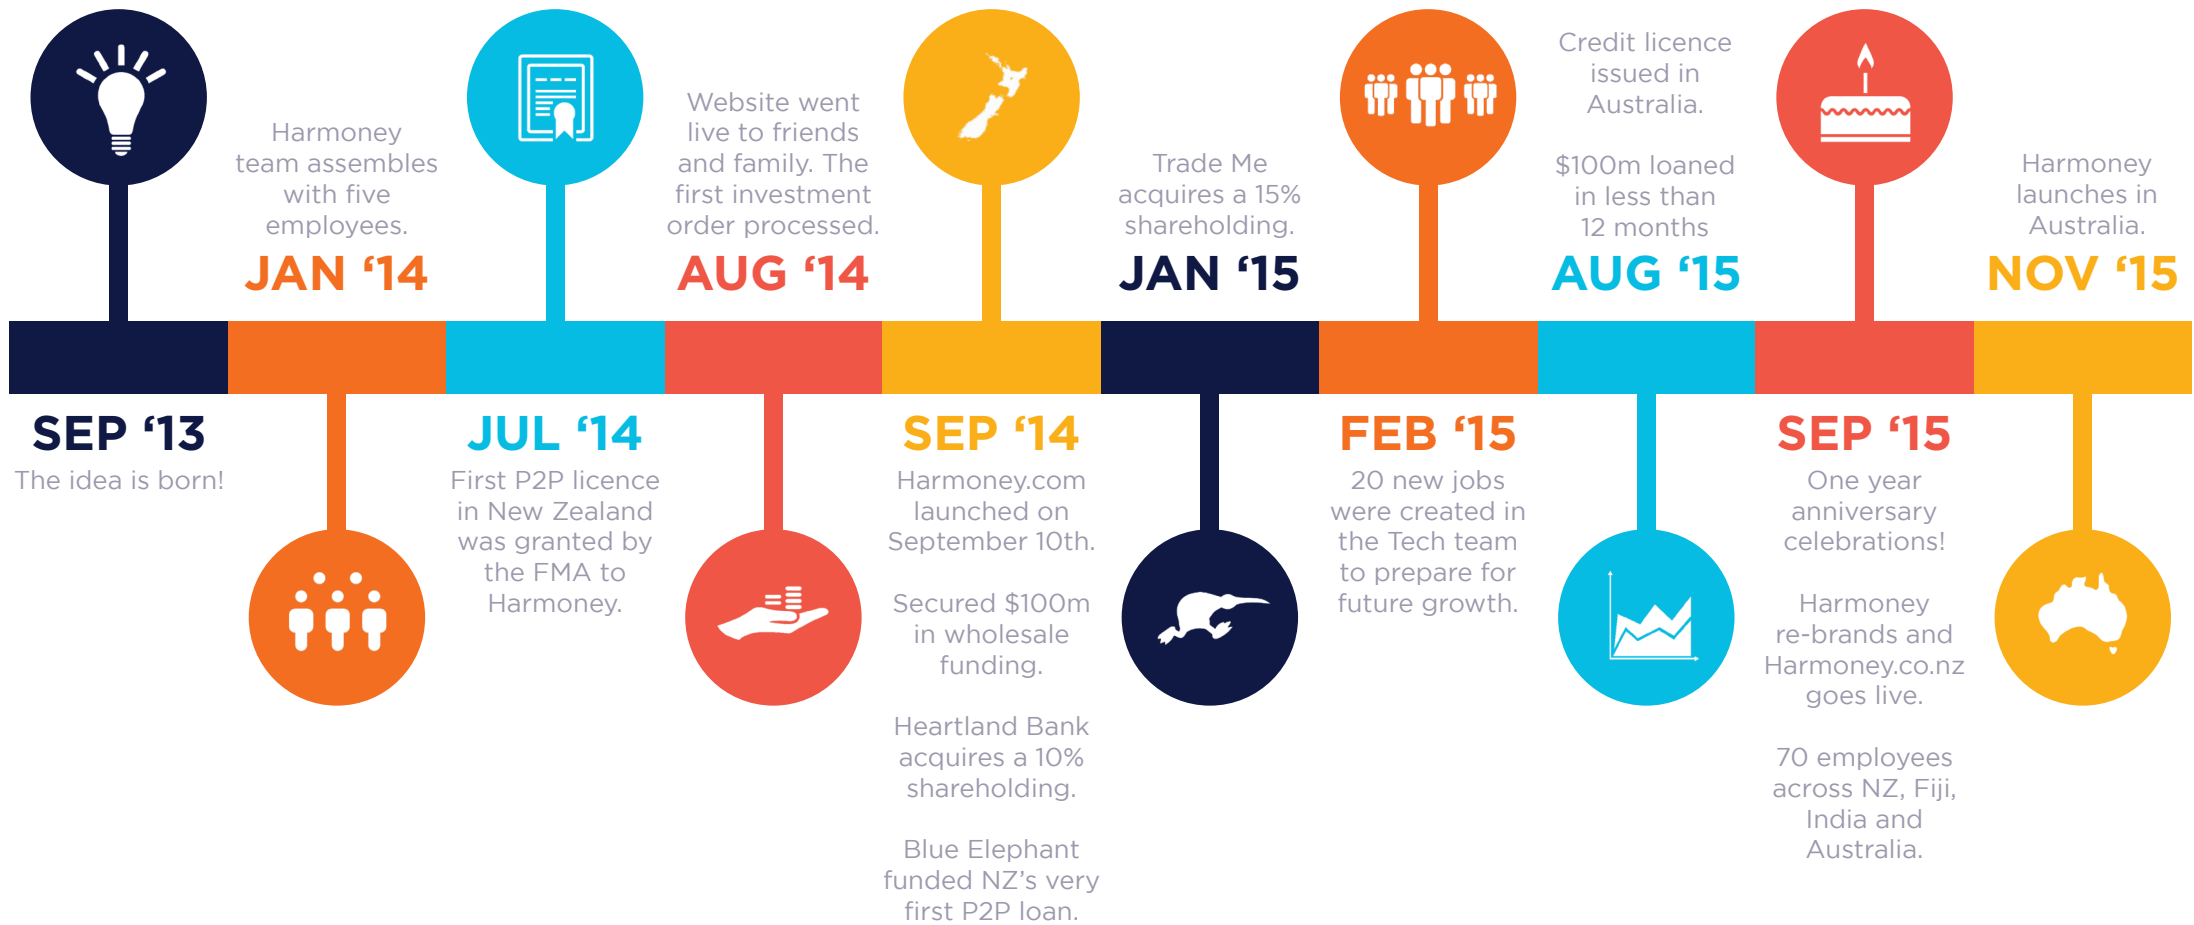 SEP ‘13
The idea is born!
Harmoney
team assembles
with five
employees.
JAN ‘14
JUL ‘14
First P2P licence
in New Zealand
was granted by
the FMA to
Harmoney.
Website went
live to friends
and family. The
first investment
order processed.
AUG ‘14
SEP ‘14
Harmoney.com
launched on
September 10th.
Secured $100m
in wholesale
funding.
Heartland Bank
acquires a 10%
shareholding.
Blue Elephant
funded NZ’s very
first P2P loan.
Trade Me
acquires a 15%
shareholding.
JAN ‘15
FEB ‘15
20 new jobs
were created in
the Tech team
to prepare for
future growth.
Credit licence
issued in
Australia.
$100m loaned
in less than
12 months
AUG ‘15
SEP ‘15
One year
anniversary
celebrations!
Harmoney
re-brands and
Harmoney.co.nz
goes live.
70 employees
across NZ, Fiji,
India and
Australia.
Harmoney
launches in
Australia.
NOV ‘15